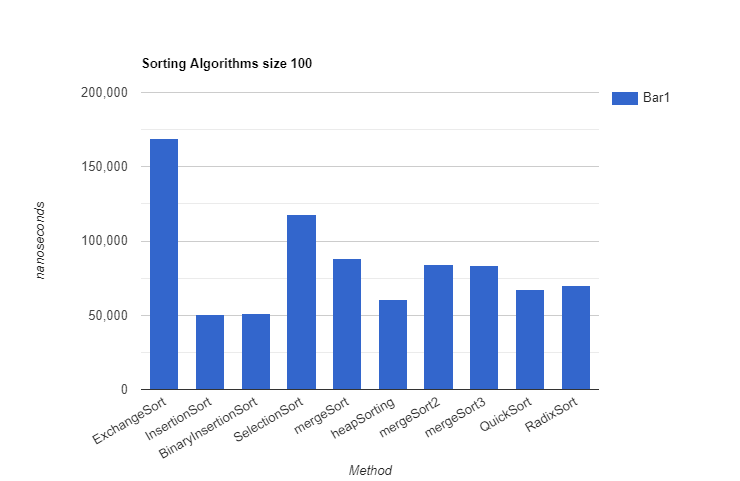 Sorting Algorithms size 100
200,000
150,000
100,000
50,000
0
nanoseconds
ExchangeSort
InsertionSort
BinaryInsertionSort
SelectionSort
mergeSort
heapSorting
mergeSort2
mergeSort3
QuickSort
RadixSort
Method
Bar1